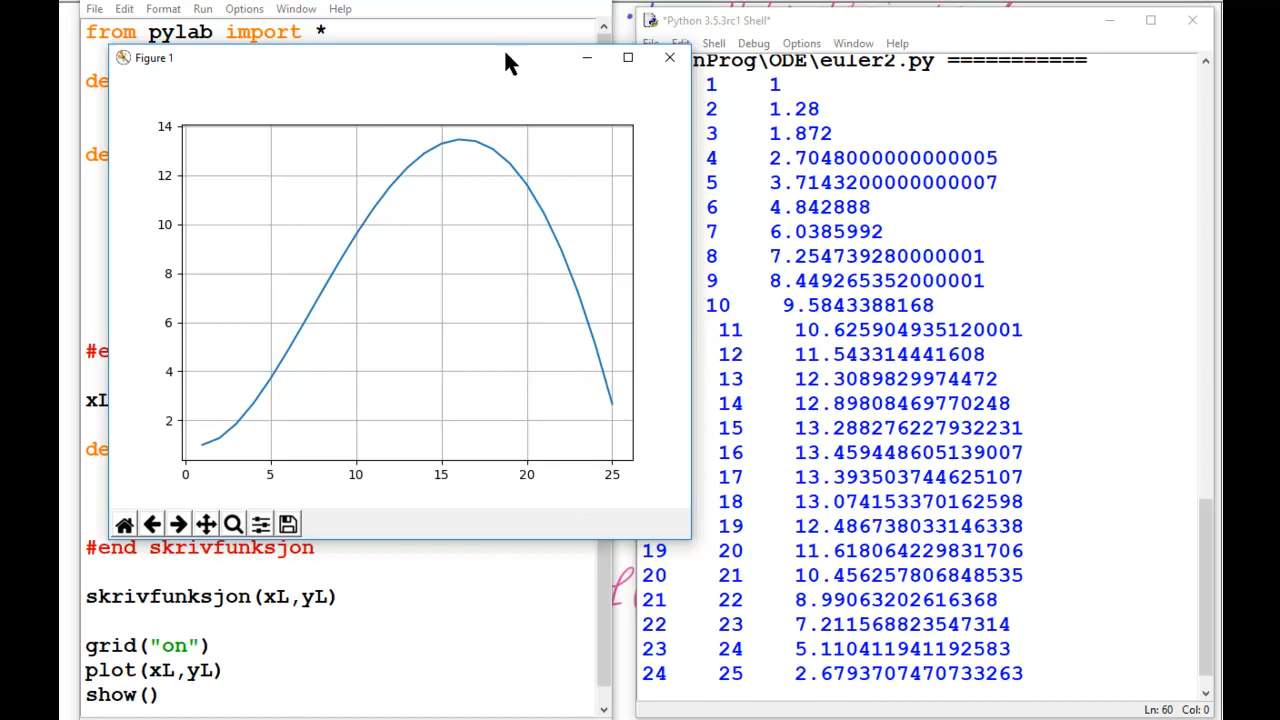 File Edit Format Run Options Window Help
from pylab import *
de
de
#e
xL
de
#end skrivfunksjon
skrivfunksjon(xL,yL)
grid("on")
plot(xL,yL)
show()
Figure 1
14
12
10
8
6
4
2
0 5 10 15 20 25
*Python 3.5.3rc1 Shell*
File Edit Shell Debug Options Window Help
nProg\ODE\euler2.py ===========
1 1
2 1.28
3 1.872
4 2.7048000000000005
5 3.7143200000000007
6 4.842888
7 6.0385992
8 7.254739280000001
9 8.449265352000001
10 9.5843388168
11 10.625904935120001
12 11.543314441608
13 12.3089829974472
14 12.89808469770248
15 13.288276227932231
16 13.459448605139007
17 13.393503744625107
18 13.074153370162598
19 12.486738033146338
19 20 11.618064229831706
20 21 10.456257806848535
21 22 8.99063202616368
22 23 7.211568823547314
23 24 5.110411941192583
24 25 2.6793707470733263
Ln: 60 Col: 0